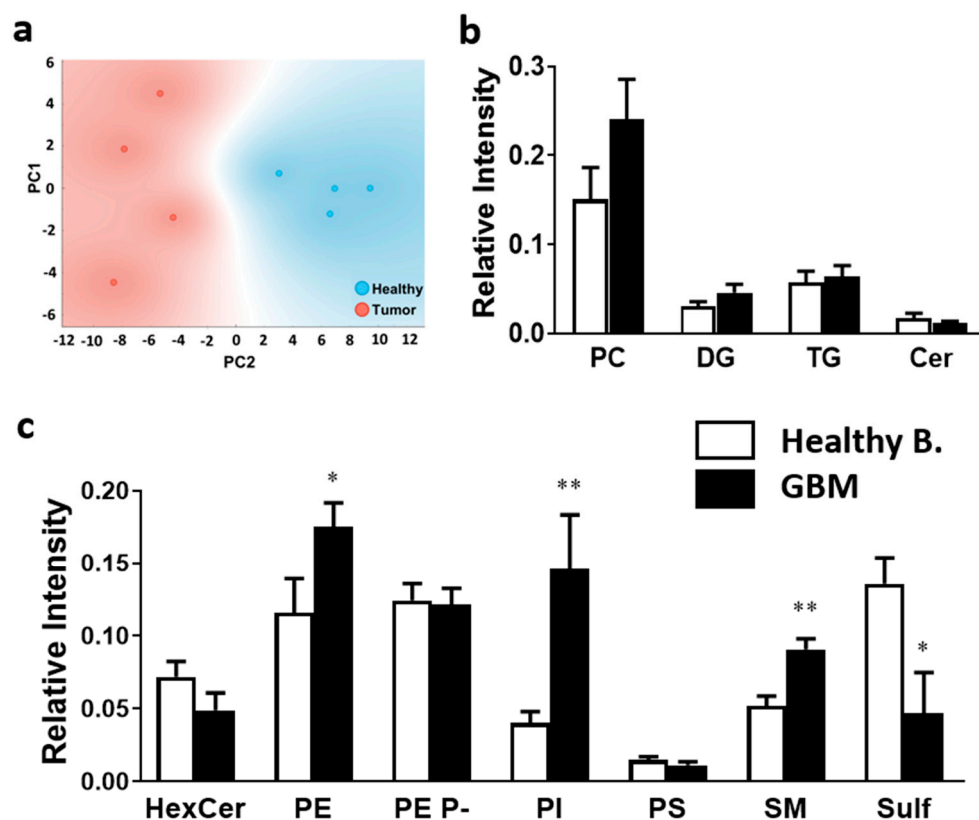 a
6
4
2
0
-2
-4
-6
PC1
-12 -10 -8 -6 -4 -2 0 2 4 6 8 10 12
PC2
Healthy
Tumor
b
0.3
0.2
0.1
0.0
Relative Intensity
PC DG TG Cer
c
Healthy B.
GBM
0.20
0.15
0.10
0.05
0.00
Relative Intensity
* ** ** *
HexCer PE PE P- PI PS SM Sulf